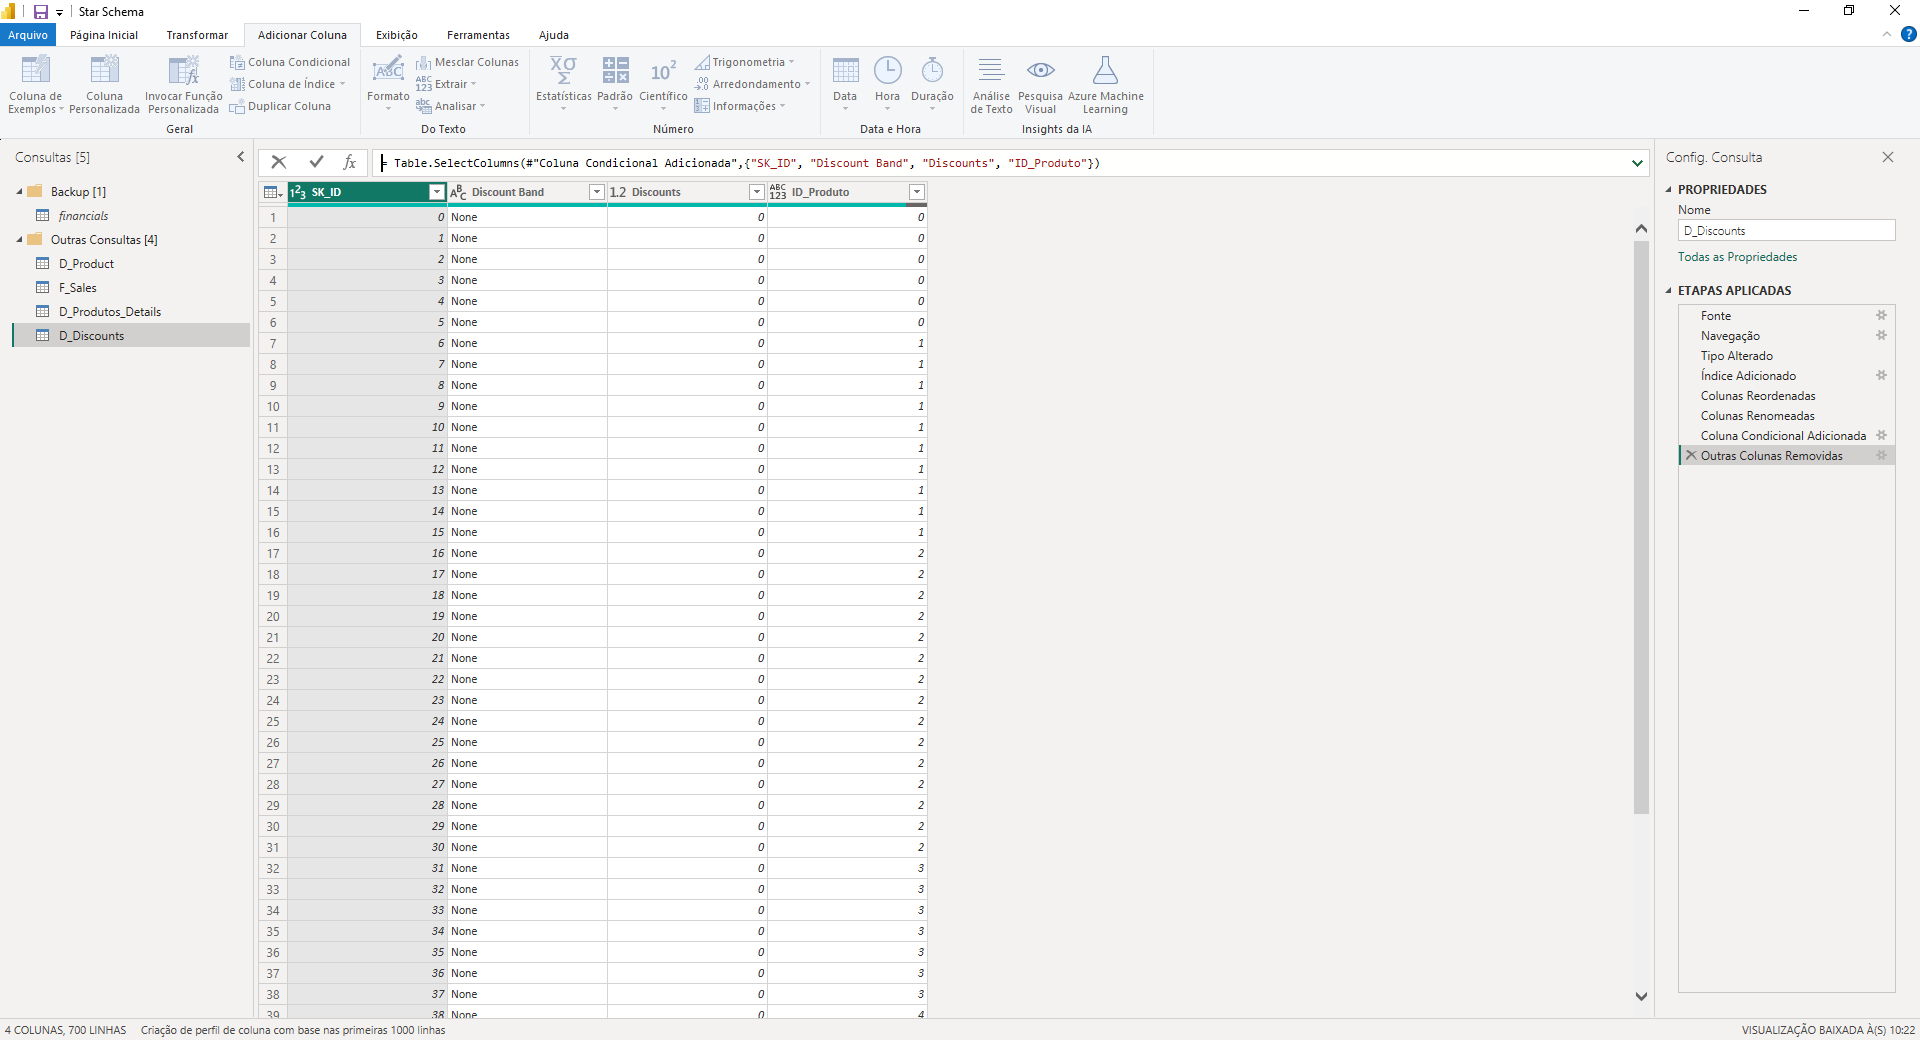 Star Schema
Arquivo
Página Inicial
Transformar
Adicionar Coluna
Exibição
Ferramentas
Ajuda
Coluna de Exemplos
Coluna Personalizada
Invocar Função Personalizada
Coluna Condicional
Coluna de Índice
Duplicar Coluna
Geral
Formato
Mesclar Colunas
Extrair
Analisar
Do Texto
Estatísticas
Padrão
Científico
Trigonometria
Arredondamento
Informações
Número
Data
Hora
Duração
Data e Hora
Análise de Texto
Pesquisa Visual
Azure Machine Learning
Insights da IA
Consultas [5]
Backup [1]
financials
Outras Consultas [4]
D_Product
F_Sales
D_Produtos_Details
D_Discounts
= Table.SelectColumns(#"Coluna Condicional Adicionada",{"SK_ID", "Discount Band", "Discounts", "ID_Produto"})
SK_ID Discount Band 1.2 Discounts ABC 123 ID_Produto
1 0 None 0 0
2 1 None 0 0
3 2 None 0 0
4 3 None 0 0
5 4 None 0 0
6 5 None 0 0
7 6 None 0 1
8 7 None 0 1
9 8 None 0 1
10 9 None 0 1
11 10 None 0 1
12 11 None 0 1
13 12 None 0 1
14 13 None 0 1
15 14 None 0 1
16 15 None 0 1
17 16 None 0 2
18 17 None 0 2
19 18 None 0 2
20 19 None 0 2
21 20 None 0 2
22 21 None 0 2
23 22 None 0 2
24 23 None 0 2
25 24 None 0 2
26 25 None 0 2
27 26 None 0 2
28 27 None 0 2
29 28 None 0 2
30 29 None 0 2
31 30 None 0 2
32 31 None 0 3
33 32 None 0 3
34 33 None 0 3
35 34 None 0 3
36 35 None 0 3
37 36 None 0 3
38 37 None 0 3
39 38 None 0 4
Config. Consulta
PROPRIEDADES
Nome
D_Discounts
Todas as Propriedades
ETAPAS APLICADAS
Fonte
Navegação
Tipo Alterado
Índice Adicionado
Colunas Reordenadas
Colunas Renomeadas
Coluna Condicional Adicionada
Outras Colunas Removidas
4 COLUNAS, 700 LINHAS
Criação de perfil de coluna com base nas primeiras 1000 linhas
VISUALIZAÇÃO BAIXADA À(S) 10:22